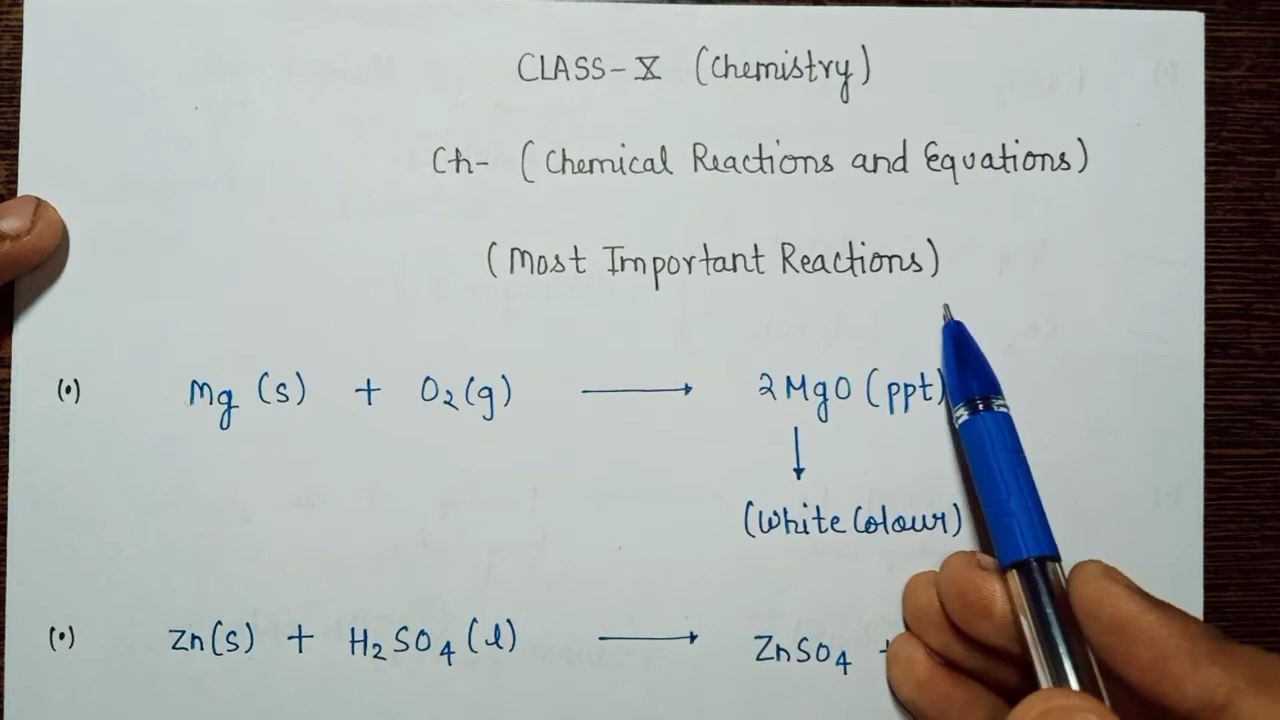 CLASS-X (Chemistry)
Ch- (Chemical Reactions and Equations)
(Most Important Reactions)
(•) Mg (s) + O2(g) ⟶ 2MgO (ppt)
↓
(White Colour)
(•) Zn(s) + H2SO4(l) ⟶ ZnSO4